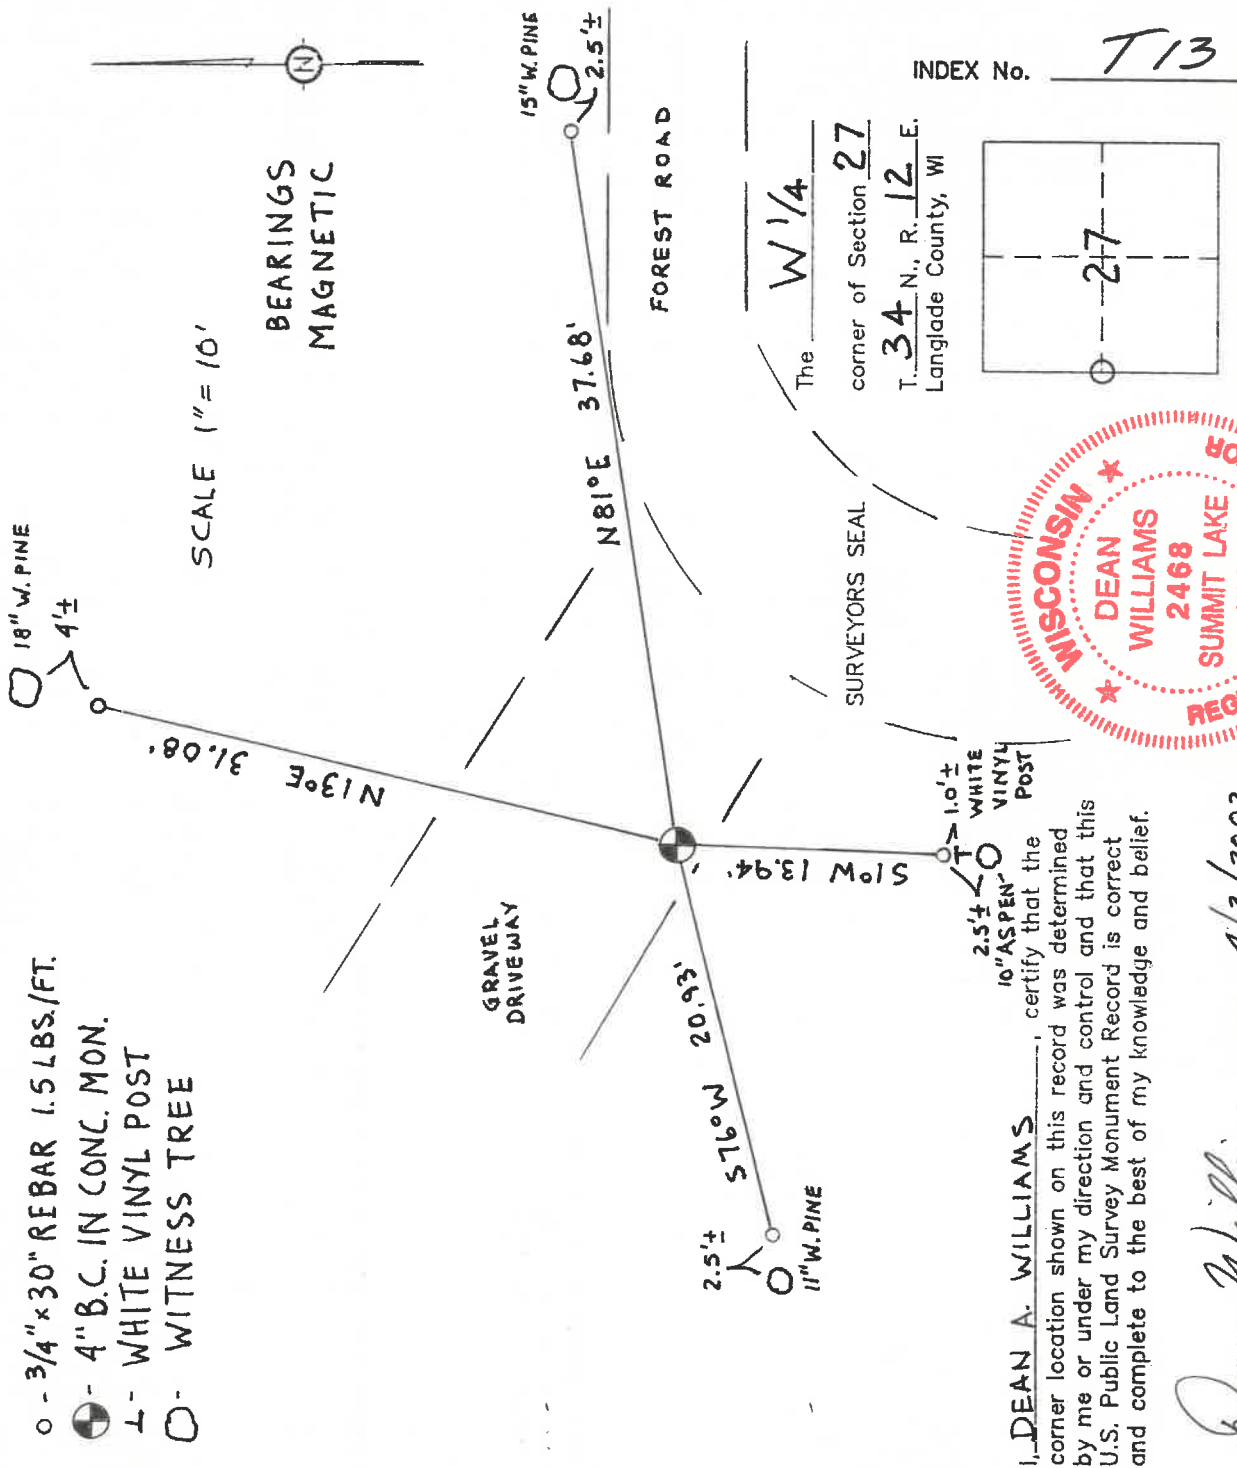 o - 3/4" x 30" REBAR 1.5 LBS./FT.
- 4" B.C. IN CONC. MON.
- WHITE VINYL POST
- WITNESS TREE
18" W. PINE
4'±
SCALE 1" = 10'
BEARINGS
MAGNETIC
N
15" W. PINE
2.5'±
N13°E 31.08'
N81°E 37.68'
FOREST ROAD
GRAVEL
DRIVEWAY
S76°W 20.93'
2.5'±
11" W. PINE
S1°W 13.94'
1.0'±
WHITE
VINYL
POST
2.5'±
10" ASPEN
INDEX No. T13
The W 1/4
corner of Section 27
T. 34 N., R. 12 E.
Langlade County, WI
27
SURVEYORS SEAL
WISCONSIN
DEAN
WILLIAMS
2468
SUMMIT LAKE
I, DEAN A. WILLIAMS, certify that the
corner location shown on this record was determined
by me or under my direction and control and that this
U.S. Public Land Survey Monument Record is correct
and complete to the best of my knowledge and belief.